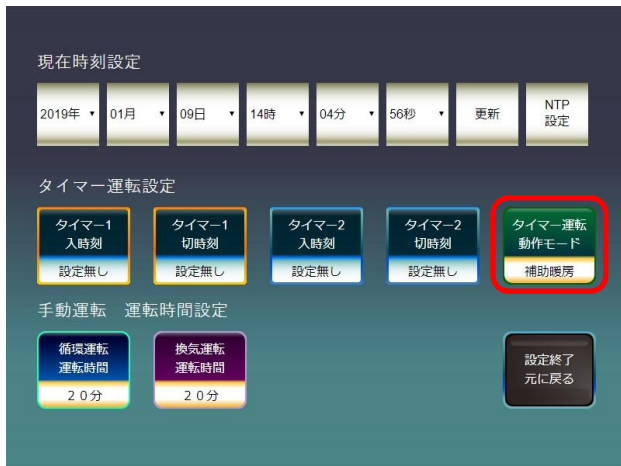 現在時刻設定
2019年 01月 09日 14時 04分 56秒 更新 NTP
設定
タイマー運転設定
タイマー1
入時刻
設定無し
タイマー1
切時刻
設定無し
タイマー2
入時刻
設定無し
タイマー2
切時刻
設定無し
タイマー運転
動作モード
補助暖房
手動運転　運転時間設定
循環運転
運転時間
２０分
換気運転
運転時間
２０分
設定終了
元に戻る